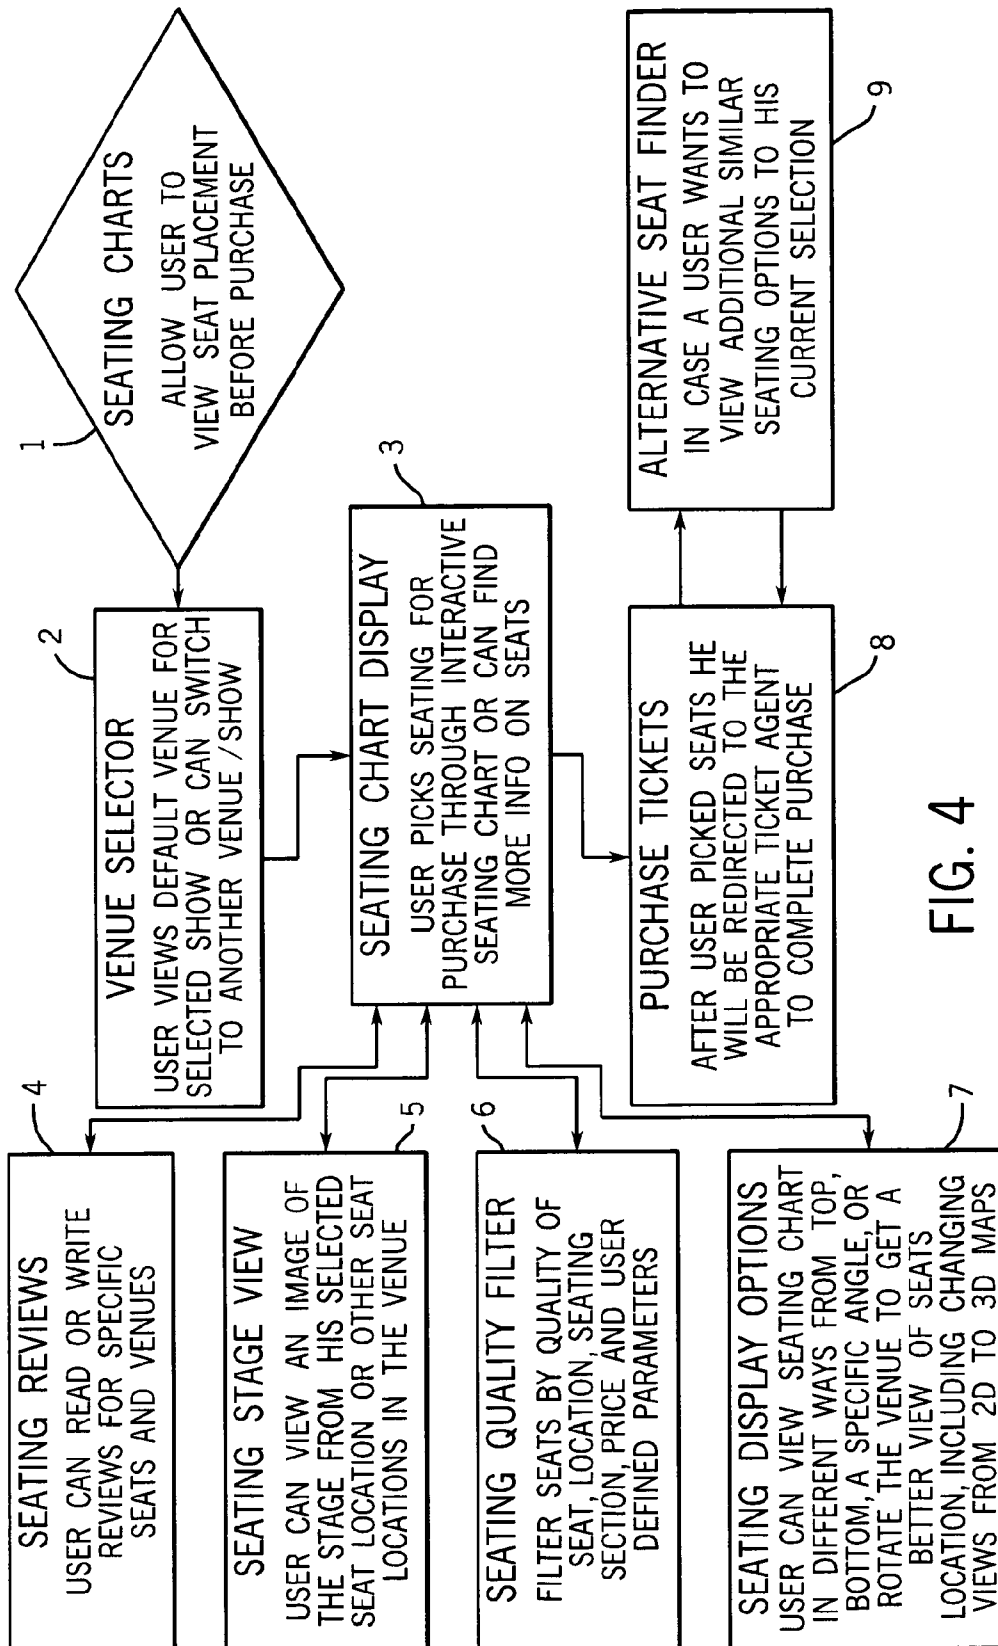 1
SEATING CHARTS
ALLOW USER TO
VIEW SEAT PLACEMENT
BEFORE PURCHASE
2
VENUE SELECTOR
USER VIEWS DEFAULT VENUE FOR
SELECTED SHOW OR CAN SWITCH
TO ANOTHER VENUE / SHOW
3
SEATING CHART DISPLAY
USER PICKS SEATING FOR
PURCHASE THROUGH INTERACTIVE
SEATING CHART OR CAN FIND
MORE INFO ON SEATS
4
SEATING REVIEWS
USER CAN READ OR WRITE
REVIEWS FOR SPECIFIC
SEATS AND VENUES
5
SEATING STAGE VIEW
USER CAN VIEW AN IMAGE OF
THE STAGE FROM HIS SELECTED
SEAT LOCATION OR OTHER SEAT
LOCATIONS IN THE VENUE
6
SEATING QUALITY FILTER
FILTER SEATS BY QUALITY OF
SEAT, LOCATION, SEATING
SECTION, PRICE AND USER
DEFINED PARAMETERS
7
SEATING DISPLAY OPTIONS
USER CAN VIEW SEATING CHART
IN DIFFERENT WAYS FROM TOP,
BOTTOM, A SPECIFIC ANGLE, OR
ROTATE THE VENUE TO GET A
BETTER VIEW OF SEATS
LOCATION, INCLUDING CHANGING
VIEWS FROM 2D TO 3D MAPS
8
PURCHASE TICKETS
AFTER USER PICKED SEATS HE
WILL BE REDIRECTED TO THE
APPROPRIATE TICKET AGENT
TO COMPLETE PURCHASE
9
ALTERNATIVE SEAT FINDER
IN CASE A USER WANTS TO
VIEW ADDITIONAL SIMILAR
SEATING OPTIONS TO HIS
CURRENT SELECTION
FIG. 4